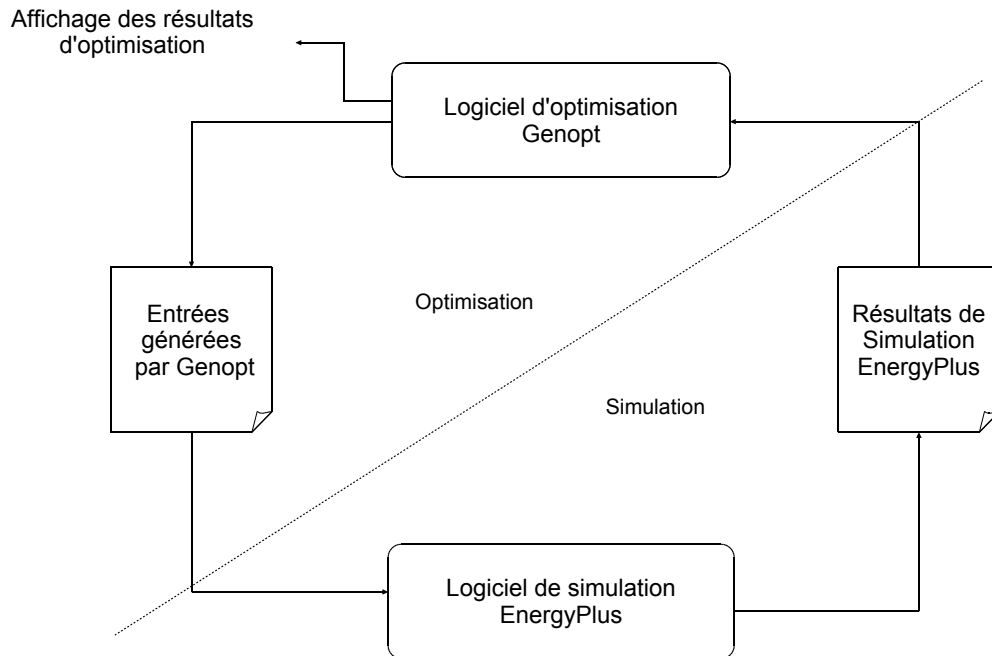 Affichage des résultats
d'optimisation
Logiciel d'optimisation
Genopt
Entrées
générées
par Genopt
Optimisation
Résultats de
Simulation
EnergyPlus
Simulation
Logiciel de simulation
EnergyPlus